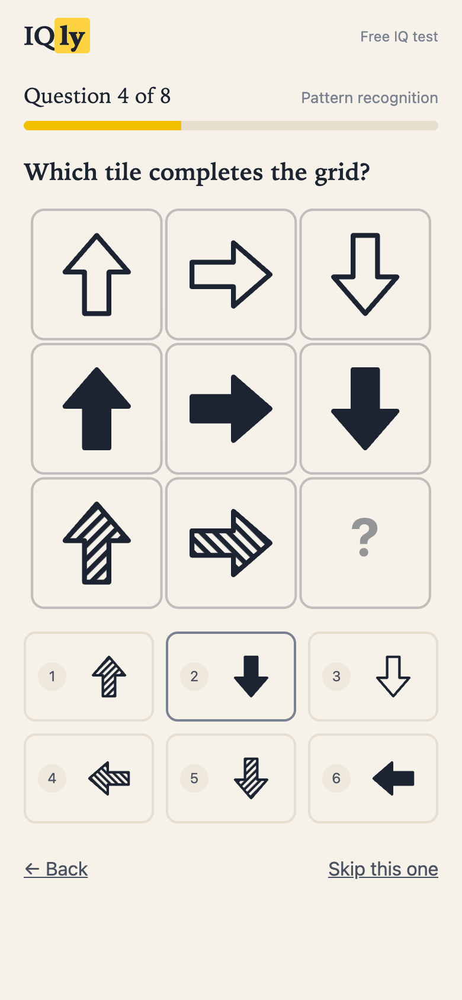 IQly
Free IQ test
Question 4 of 8
Pattern recognition
Which tile completes the grid?
?
1
2
3
4
5
6
← Back
Skip this one